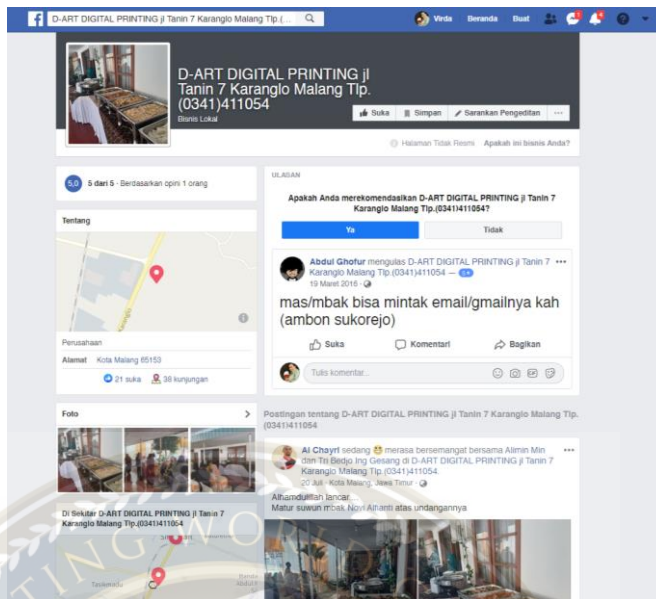 D-ART DIGITAL PRINTING jl Tanin 7 Karanglo Malang Tlp.(...
Virda
Beranda
Buat
D-ART DIGITAL PRINTING jl
Tanin 7 Karanglo Malang Tlp.
(0341)411054
Bisnis Lokal
Suka
Simpan
Sarankan Pengeditan
Halaman Tidak Resmi
Apakah ini bisnis Anda?
5,0
5 dari 5 · Berdasarkan opini 1 orang
Tentang
Karanglo
Perusahaan
Alamat Kota Malang 65153
21 suka
38 kunjungan
Foto
Di Sekitar D-ART DIGITAL PRINTING jl Tanin 7
Karanglo Malang Tlp.(0341)411054
Tasikmadu
ULASAN
Apakah Anda merekomendasikan D-ART DIGITAL PRINTING jl Tanin 7
Karanglo Malang Tlp.(0341)411054?
Ya
Tidak
Abdul Ghofur mengulas D-ART DIGITAL PRINTING jl Tanin 7
Karanglo Malang Tlp.(0341)411054 —
19 Maret 2016 ·
mas/mbak bisa mintak email/gmailnya kah
(ambon sukorejo)
Suka
Komentari
Bagikan
Tulis komentar...
Postingan tentang D-ART DIGITAL PRINTING jl Tanin 7 Karanglo Malang Tlp.
(0341)411054
Al Chayri sedang merasa bersemangat bersama Alimin Min
dan Tri Bedjo Ing Gesang di D-ART DIGITAL PRINTING jl Tanin 7
Karanglo Malang Tlp.(0341)411054.
20 Juli · Kota Malang, Jawa Timur ·
Alhamdulillah lancar..
Matur suwun mbak Novi Alhanti atas undangannya